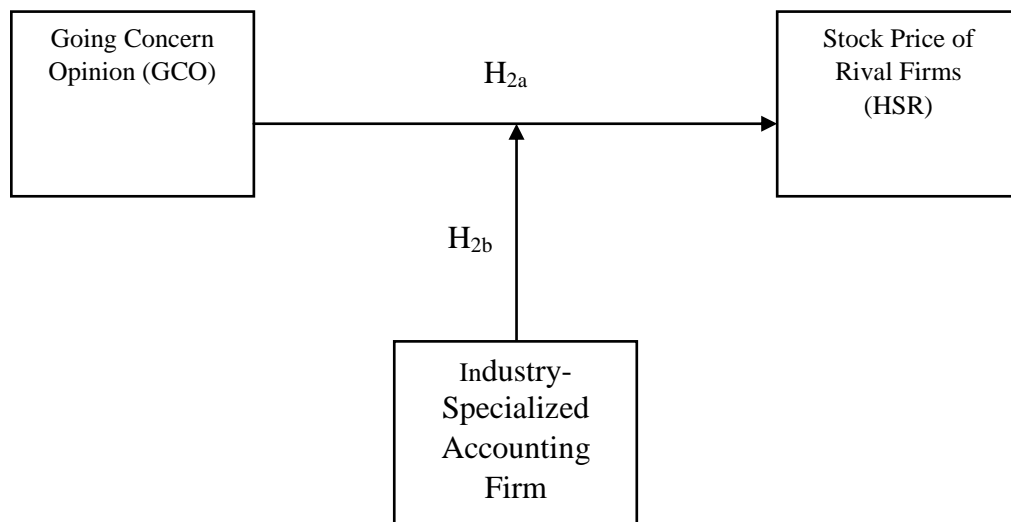 Going Concern
Opinion (GCO)
Stock Price of
Rival Firms
(HSR)
H2a
H2b
Industry-
Specialized
Accounting
Firm